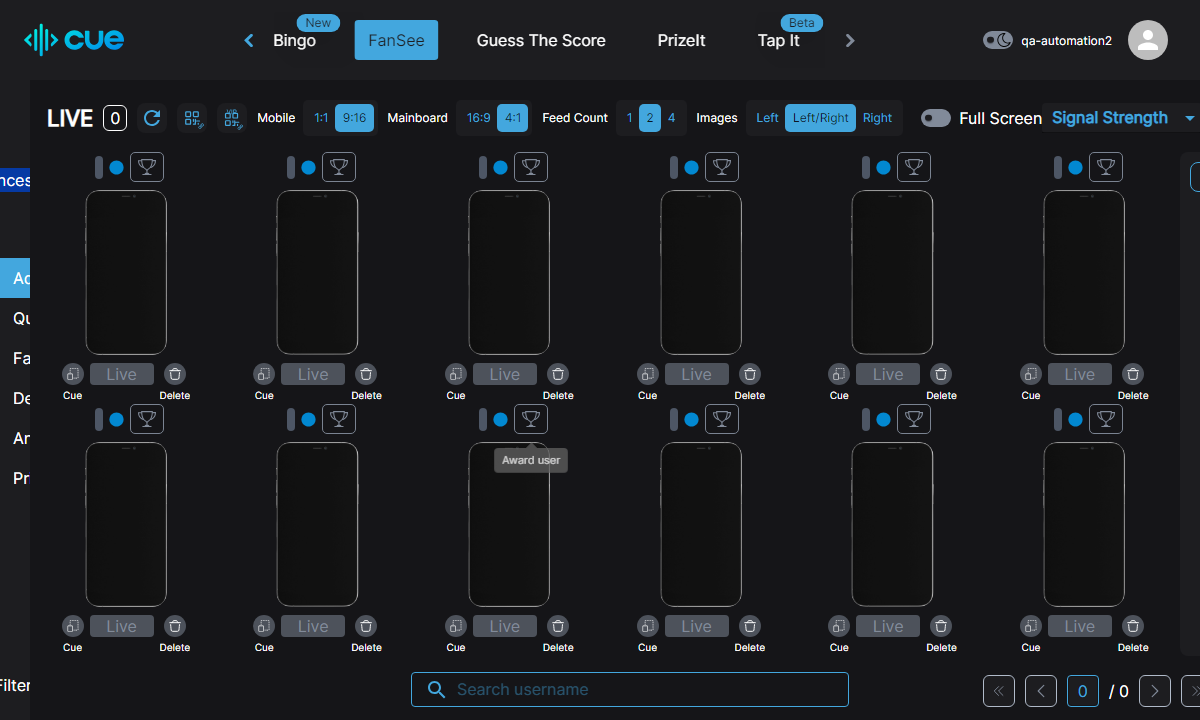 cue
Bingo
New
FanSee
Guess The Score
PrizeIt
Tap It
Beta
qa-automation2
LIVE 0
Mobile 1:1 9:16
Mainboard 16:9 4:1
Feed Count 1 2 4
Images Left Left/Right Right
Full Screen
Signal Strength
nces
Ad
Qu
Fa
De
An
Pr
Filter
Live Live Live Live Live Live
Cue Delete Cue Delete Cue Delete Cue Delete Cue Delete Cue Delete
Award user
Live Live Live Live Live Live
Cue Delete Cue Delete Cue Delete Cue Delete Cue Delete Cue Delete
Search username
0 / 0